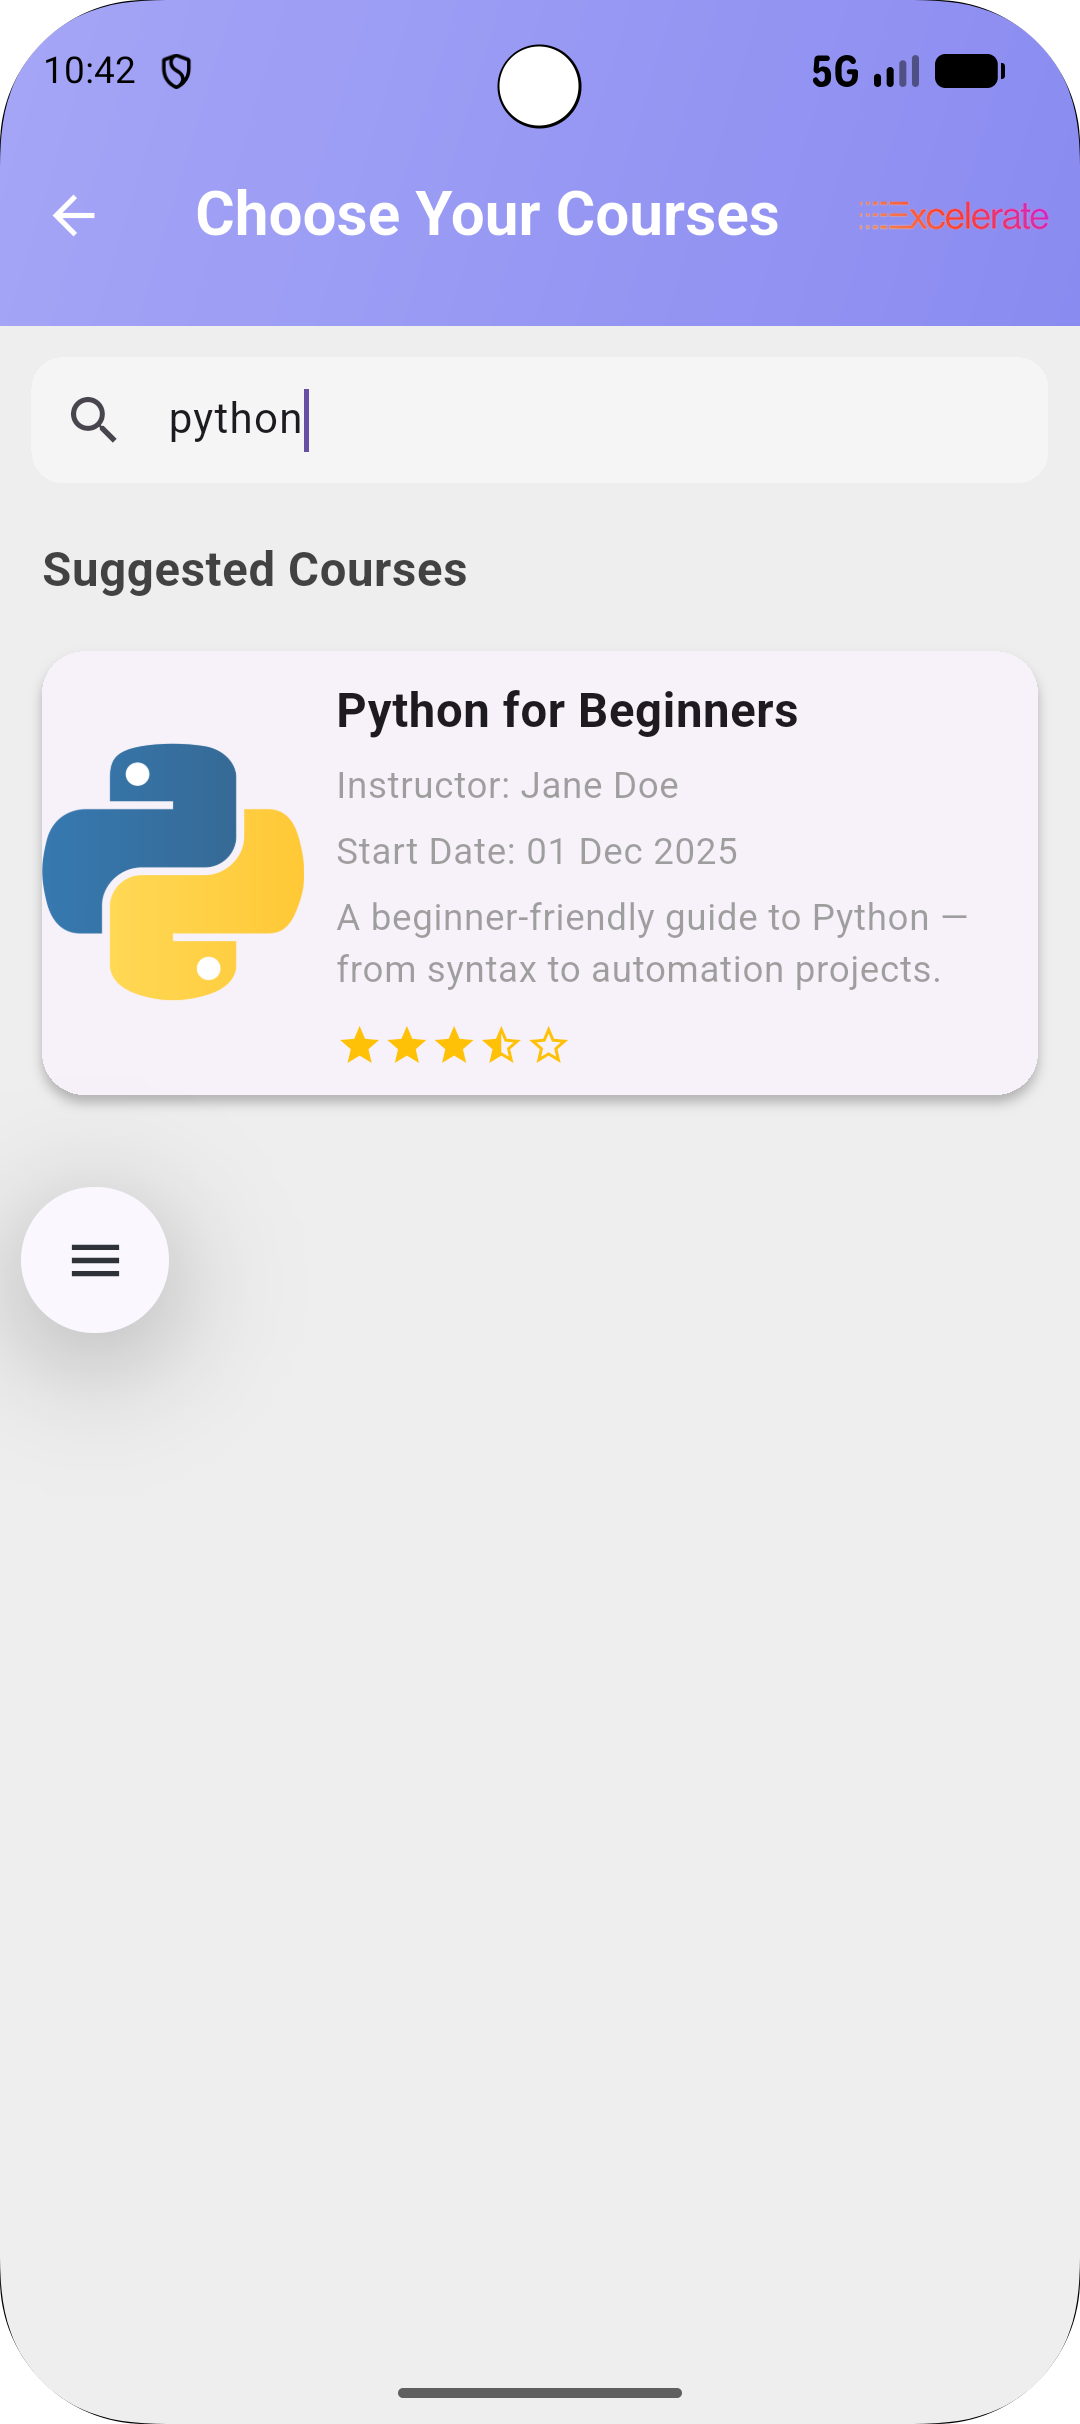 10:42
5G
Choose Your Courses
xcelerate
python
Suggested Courses
Python for Beginners
Instructor: Jane Doe
Start Date: 01 Dec 2025
A beginner-friendly guide to Python —
from syntax to automation projects.